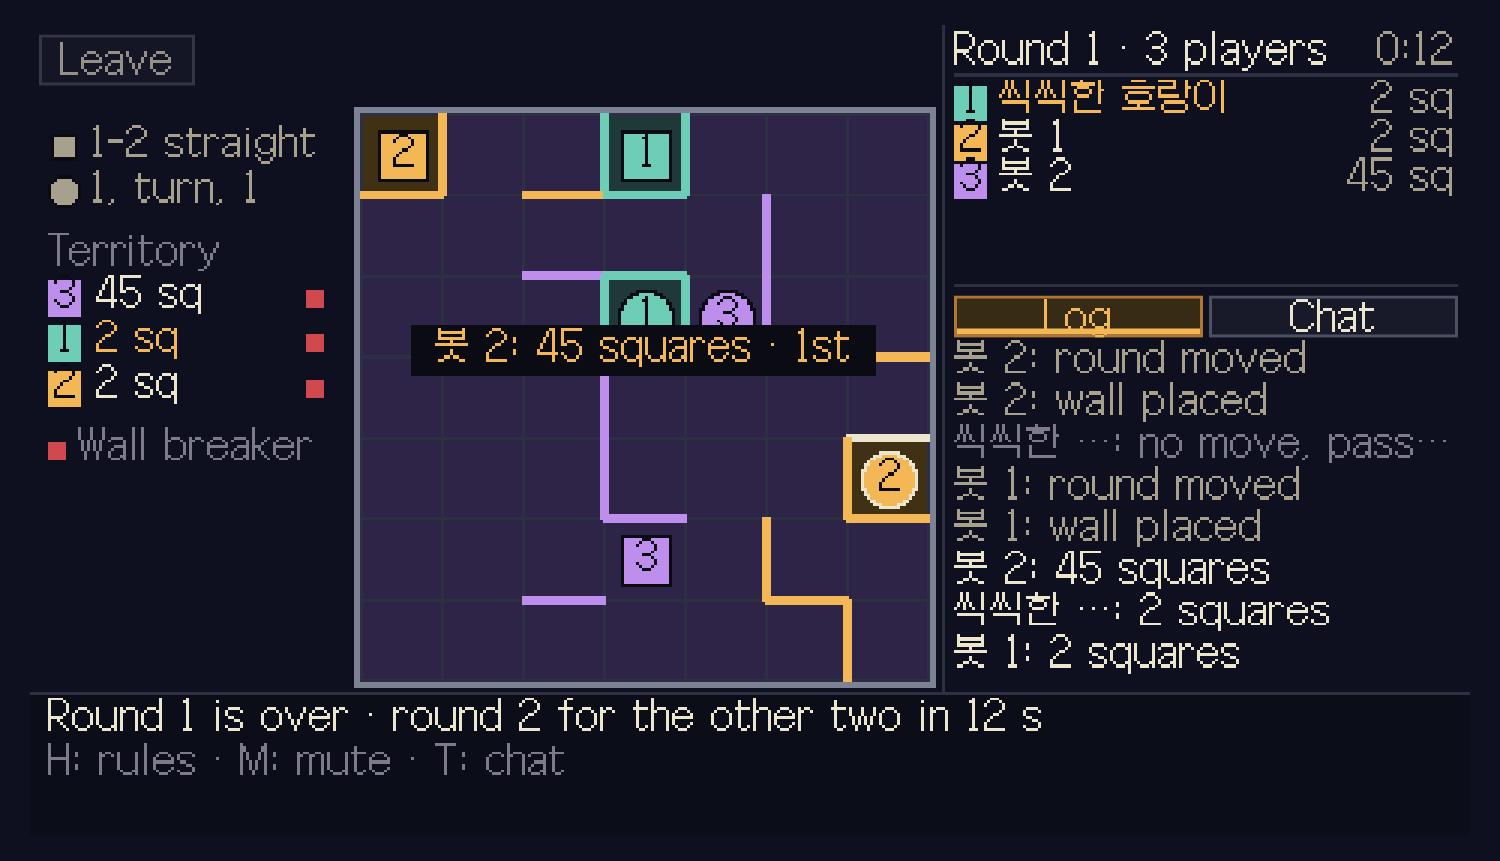 Leave
1-2 straight
1, turn, 1
Territory
3 45 sq
1 2 sq
2 2 sq
Wall breaker
2
1
1
3
봇 2: 45 squares · 1st
2
3
Round 1 · 3 players 0:12
1 씩씩한 호랑이 2 sq
2 봇 1 2 sq
3 봇 2 45 sq
Chat
봇 2: round moved
봇 2: wall placed
씩씩한 …: no move, pass…
봇 1: round moved
봇 1: wall placed
봇 2: 45 squares
씩씩한 …: 2 squares
봇 1: 2 squares
Round 1 is over · round 2 for the other two in 12 s
H: rules · M: mute · T: chat